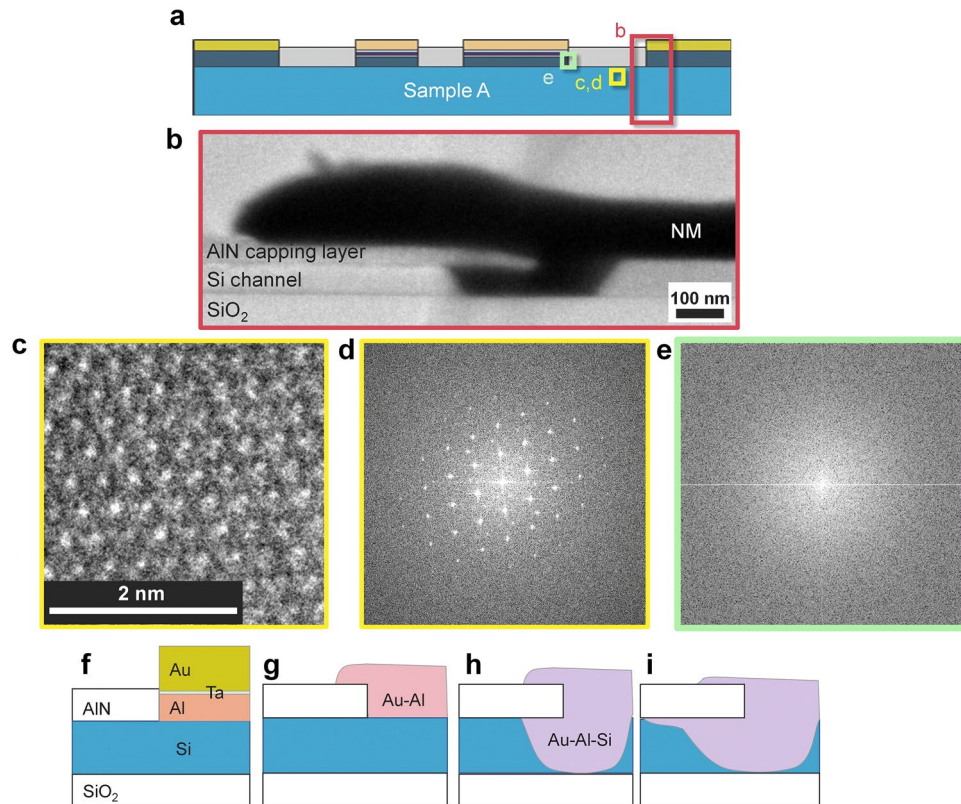 a
b
e
c,d
Sample A
b
NM
AlN capping layer
Si channel
SiO₂
100 nm
c
d
e
2 nm
f
g
h
i
Au
Ta
AlN
Al
Au-Al
Au-Al-Si
Si
SiO₂